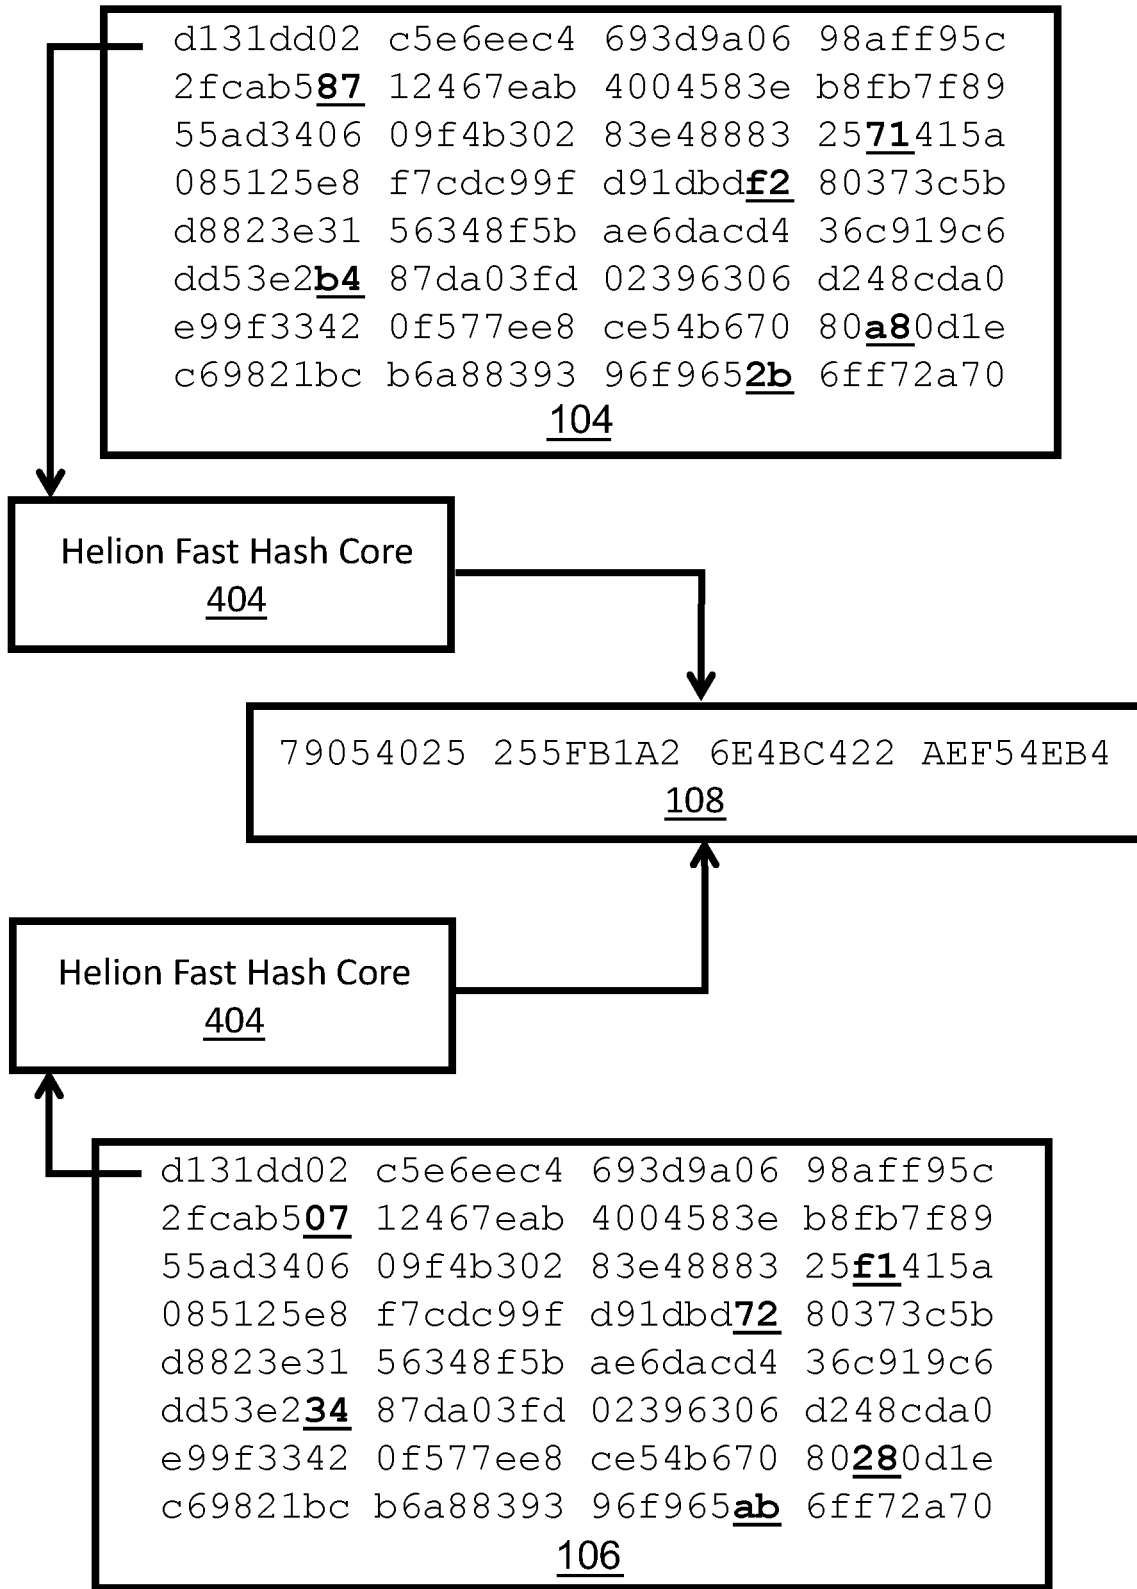 d131dd02 c5e6eec4 693d9a06 98aff95c
2fcab587 12467eab 4004583e b8fb7f89
55ad3406 09f4b302 83e48883 2571415a
085125e8 f7cdc99f d91dbdf2 80373c5b
d8823e31 56348f5b ae6dacd4 36c919c6
dd53e2b4 87da03fd 02396306 d248cda0
e99f3342 0f577ee8 ce54b670 80a80d1e
c69821bc b6a88393 96f9652b 6ff72a70
104
Helion Fast Hash Core
404
79054025 255FB1A2 6E4BC422 AEF54EB4
108
Helion Fast Hash Core
404
d131dd02 c5e6eec4 693d9a06 98aff95c
2fcab507 12467eab 4004583e b8fb7f89
55ad3406 09f4b302 83e48883 25f1415a
085125e8 f7cdc99f d91dbd72 80373c5b
d8823e31 56348f5b ae6dacd4 36c919c6
dd53e234 87da03fd 02396306 d248cda0
e99f3342 0f577ee8 ce54b670 80280d1e
c69821bc b6a88393 96f965ab 6ff72a70
106